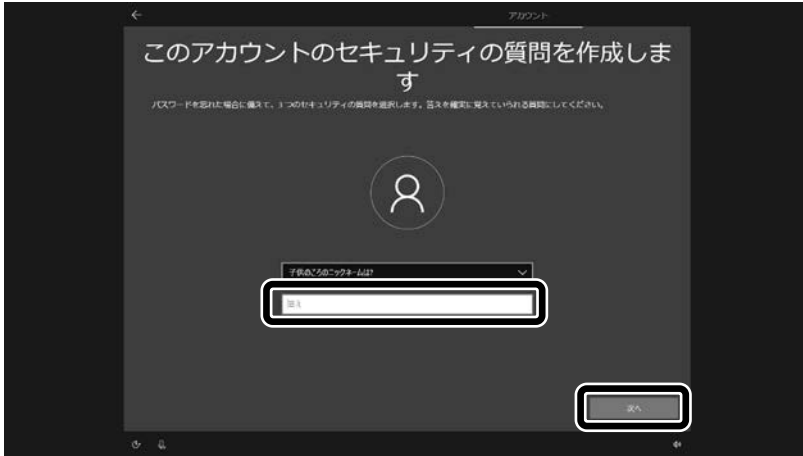 アカウント
このアカウントのセキュリティの質問を作成しま
す
パスワードを忘れた場合に備えて、3 つのセキュリティの質問を選択します。答えを確実に覚えていられる質問にしてください。
子供のころのニックネームは?
答え
次へ